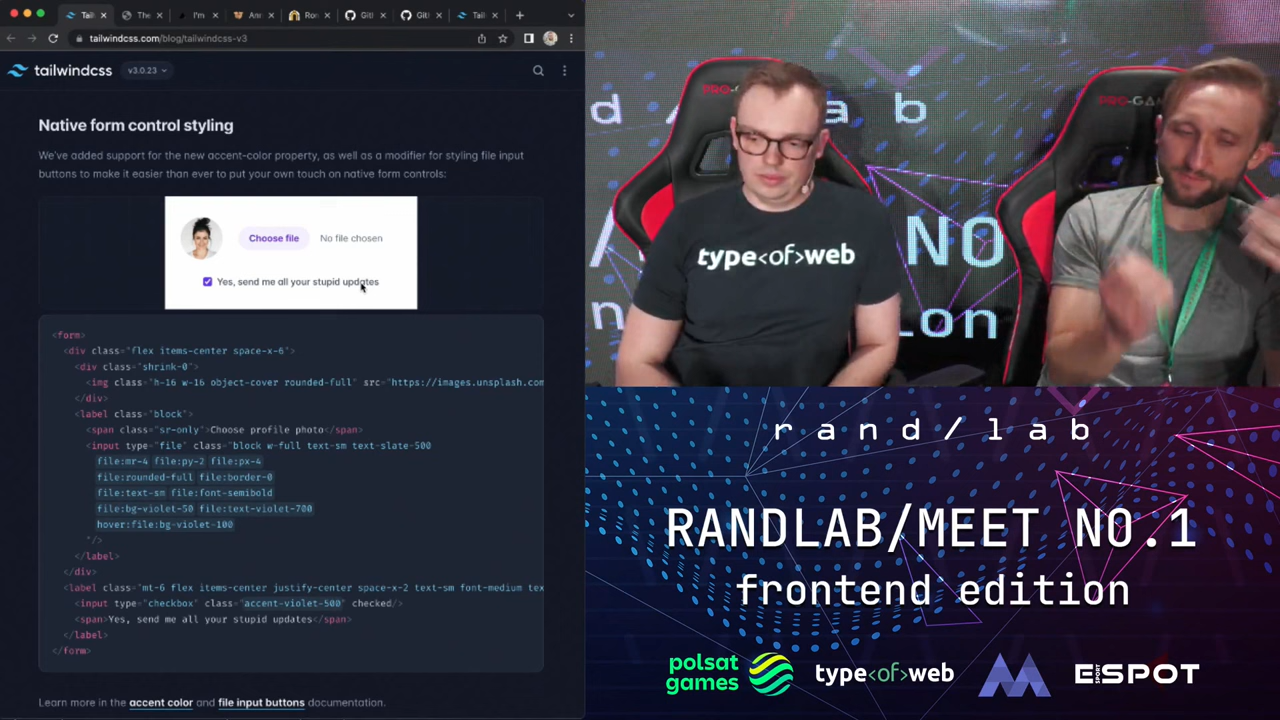 Tail
The
I'm
Ron
Git
Git
Tail
tailwindcss.com/blog/tailwindcss-v3
tailwindcss
v3.0.23
Native form control styling
We've added support for the new accent-color property, as well as a modifier for styling file input
buttons to make it easier than ever to put your own touch on native form controls:
Choose file
No file chosen
Yes, send me all your stupid updates
<form>
<div class="flex items-center space-x-6">
<div class="shrink-0">
<img class="h-16 w-16 object-cover rounded-full" src="https://images.unsplash.com
</div>
<label class="block">
<span class="sr-only">Choose profile photo</span>
<input type="file" class="block w-full text-sm text-slate-500
file:mr-4 file:py-2 file:px-4
file:rounded-full file:border-0
file:text-sm file:font-semibold
file:bg-violet-50 file:text-violet-700
hover:file:bg-violet-100
"/>
</label>
</div>
<label class="mt-6 flex items-center justify-center space-x-2 text-sm font-medium tex
<input type="checkbox" class="accent-violet-500" checked/>
<span>Yes, send me all your stupid updates</span>
</label>
</form>
Learn more in the accent color and file input buttons documentation.
type<of>web
NO
rand/lab
RANDLAB/MEET NO.1
frontend edition
polsat
games
type<of>web
ESPORT
ESPOT